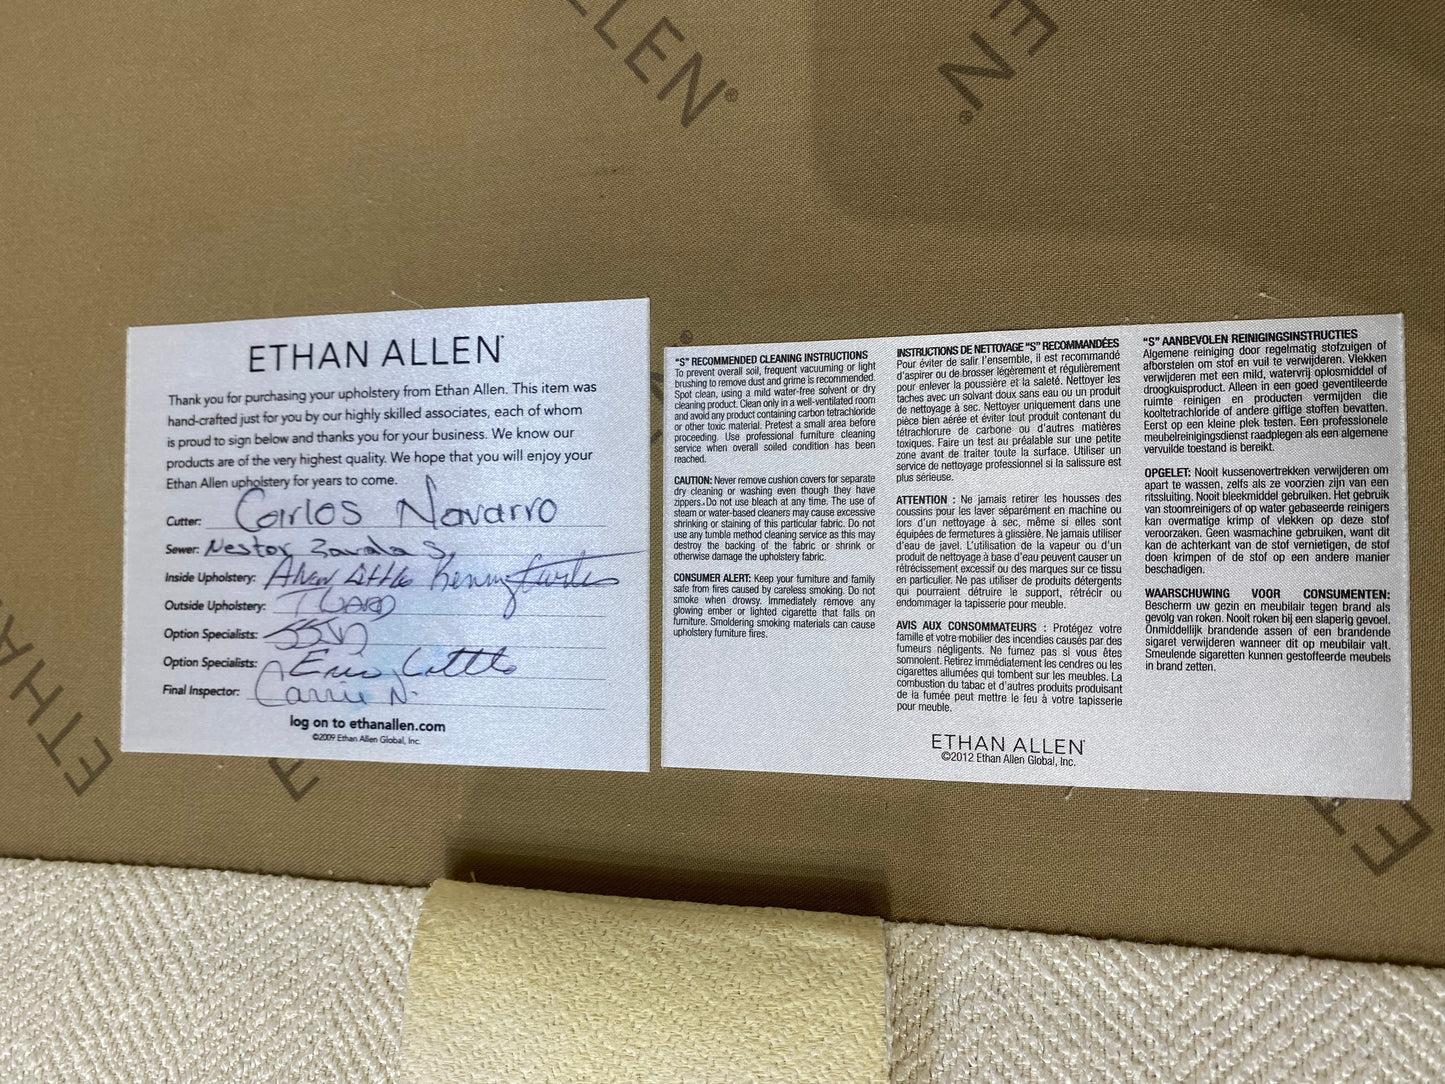 ALLEN®
EN®
ETHAN ALLEN®
Thank you for purchasing your upholstery from Ethan Allen. This item was
hand-crafted just for you by our highly skilled associates, each of whom
is proud to sign below and thanks you for your business. We know our
products are of the very highest quality. We hope that you will enjoy your
Ethan Allen upholstery for years to come.
Cutter: Carlos Navarro
Sewer: Nestor Zavala S.
Inside Upholstery: Alan Little Kenny
Outside Upholstery:
Option Specialists:
Option Specialists: Eric Little
Final Inspector: Carrie N.
log on to ethanallen.com
©2009 Ethan Allen Global, Inc.
"S" RECOMMENDED CLEANING INSTRUCTIONS
To prevent overall soil, frequent vacuuming or light
brushing to remove dust and grime is recommended.
Spot clean, using a mild water-free solvent or dry
cleaning product. Clean only in a well-ventilated room
and avoid any product containing carbon tetrachloride
or other toxic material. Pretest a small area before
proceeding. Use professional furniture cleaning
service when overall soiled condition has been
reached.
CAUTION: Never remove cushion covers for separate
dry cleaning or washing even though they have
zippers. Do not use bleach at any time. The use of
steam or water-based cleaners may cause excessive
shrinking or staining of this particular fabric. Do not
use any tumble method cleaning service as this may
destroy the backing of the fabric or shrink or
otherwise damage the upholstery fabric.
CONSUMER ALERT: Keep your furniture and family
safe from fires caused by careless smoking. Do not
smoke when drowsy. Immediately remove any
glowing ember or lighted cigarette that falls on
furniture. Smoldering smoking materials can cause
upholstery furniture fires.
INSTRUCTIONS DE NETTOYAGE "S" RECOMMANDÉES
Pour éviter de salir l'ensemble, il est recommandé
d'aspirer ou de brosser légèrement et régulièrement
pour enlever la poussière et la saleté. Nettoyer les
taches avec un solvant doux sans eau ou un produit
de nettoyage à sec. Nettoyer uniquement dans une
pièce bien aérée et éviter tout produit contenant du
tétrachlorure de carbone ou d'autres matières
toxiques. Faire un test au préalable sur une petite
zone avant de traiter toute la surface. Utiliser un
service de nettoyage professionnel si la salissure est
plus sérieuse.
ATTENTION : Ne jamais retirer les housses des
coussins pour les laver séparément en machine ou
lors d'un nettoyage à sec, même si elles sont
équipées de fermetures à glissière. Ne jamais utiliser
d'eau de javel. L'utilisation de la vapeur ou d'un
produit de nettoyage à base d'eau peuvent causer un
rétrécissement excessif ou des marques sur ce tissu
en particulier. Ne pas utiliser de produits détergents
qui pourraient détruire le support, rétrécir ou
endommager la tapisserie pour meuble.
AVIS AUX CONSOMMATEURS : Protégez votre
famille et votre mobilier des incendies causés par des
fumeurs négligents. Ne fumez pas si vous êtes
somnolent. Retirez immédiatement les cendres ou les
cigarettes allumées qui tombent sur les meubles. La
combustion du tabac et d'autres produits produisant
de la fumée peut mettre le feu à votre tapisserie
pour meuble.
"S" AANBEVOLEN REINIGINGSINSTRUCTIES
Algemene reiniging door regelmatig stofzuigen of
afborstelen om stof en vuil te verwijderen. Vlekken
verwijderen met een mild, watervrij oplosmiddel of
droogkuisproduct. Alleen in een goed geventileerde
ruimte reinigen en producten vermijden die
kooltetrachloride of andere giftige stoffen bevatten.
Eerst op een kleine plek testen. Een professionele
meubelreinigingsdienst raadplegen als een algemene
vervuilde toestand is bereikt.
OPGELET: Nooit kussenovertrekken verwijderen om
apart te wassen, zelfs als ze voorzien zijn van een
ritssluiting. Nooit bleekmiddel gebruiken. Het gebruik
van stoomreinigers of op water gebaseerde reinigers
kan overmatige krimp of vlekken op deze stof
veroorzaken. Geen wasmachine gebruiken, want dit
kan de achterkant van de stof vernietigen, de stof
doen krimpen of de stof op een andere manier
beschadigen.
WAARSCHUWING VOOR CONSUMENTEN:
Bescherm uw gezin en meubilair tegen brand als
gevolg van roken. Nooit roken bij een slaperig gevoel.
Onmiddellijk brandende assen of een brandende
sigaret verwijderen wanneer dit op meubilair valt.
Smeulende sigaretten kunnen gestoffeerde meubels
in brand zetten.
ETHAN ALLEN®
©2012 Ethan Allen Global, Inc.
ETHA
E
ET